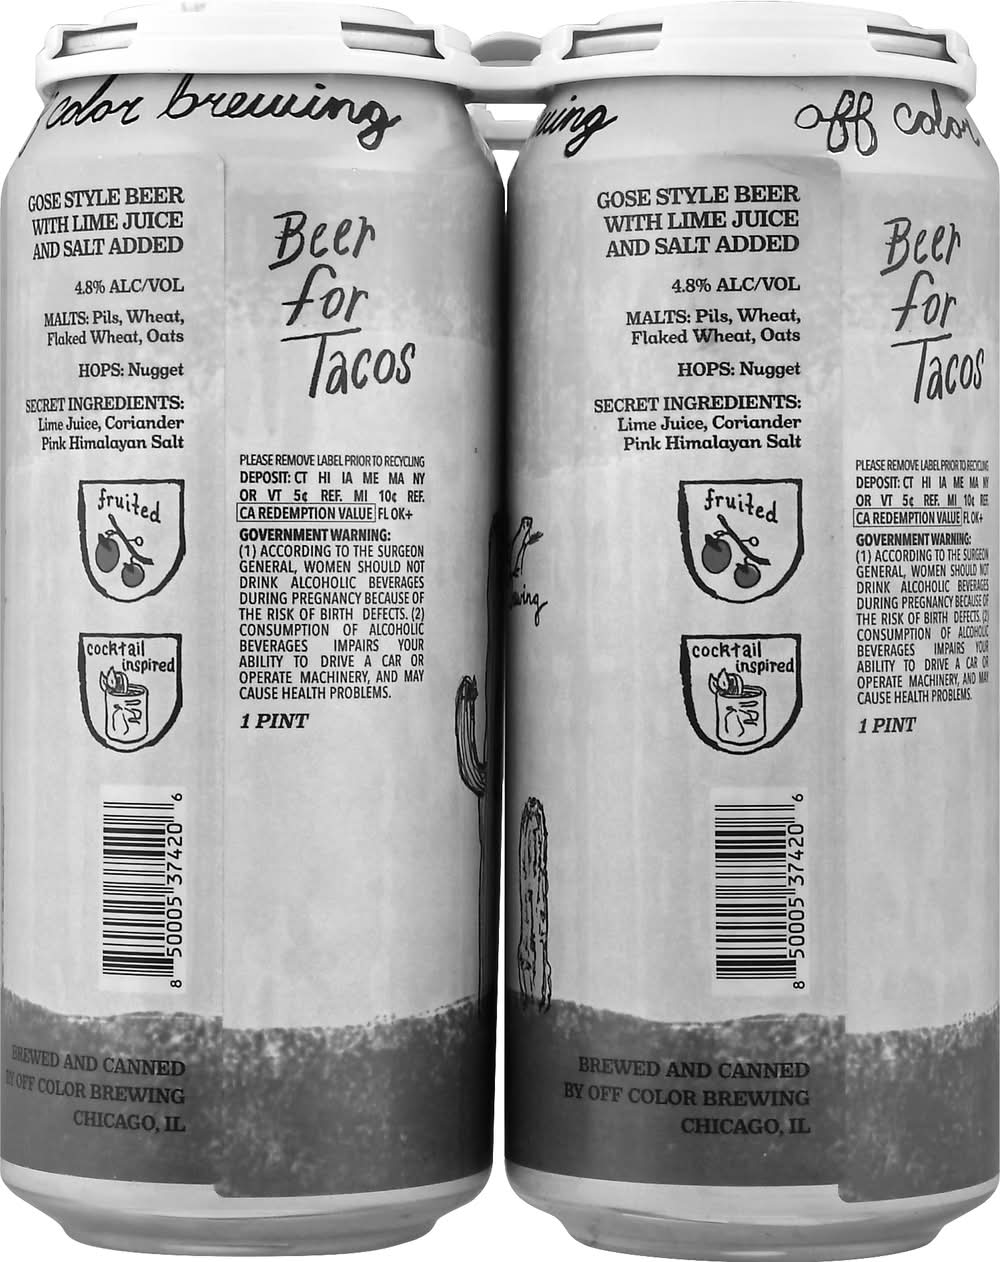 color brewing
GOSE STYLE BEER
WITH LIME JUICE
AND SALT ADDED
4.8% ALC/VOL
MALTS: Pils, Wheat,
Flaked Wheat, Oats
HOPS: Nugget
SECRET INGREDIENTS:
Lime Juice, Coriander
Pink Himalayan Salt
fruited
cocktail
inspired
8 50005 37420 6
BREWED AND CANNED
BY OFF COLOR BREWING
CHICAGO, IL
Beer
for
Tacos
PLEASE REMOVE LABEL PRIOR TO RECYCLING
DEPOSIT: CT HI IA ME MA NY
OR VT 5¢ REF. MI 10¢ REF.
CA REDEMPTION VALUE FL OK+
GOVERNMENT WARNING:
(1) ACCORDING TO THE SURGEON
GENERAL, WOMEN SHOULD NOT
DRINK ALCOHOLIC BEVERAGES
DURING PREGNANCY BECAUSE OF
THE RISK OF BIRTH DEFECTS. (2)
CONSUMPTION OF ALCOHOLIC
BEVERAGES IMPAIRS YOUR
ABILITY TO DRIVE A CAR OR
OPERATE MACHINERY, AND MAY
CAUSE HEALTH PROBLEMS.
1 PINT
wing
off color
GOSE STYLE BEER
WITH LIME JUICE
AND SALT ADDED
4.8% ALC/VOL
MALTS: Pils, Wheat,
Flaked Wheat, Oats
HOPS: Nugget
SECRET INGREDIENTS:
Lime Juice, Coriander
Pink Himalayan Salt
fruited
cocktail
inspired
8 50005 37420 6
BREWED AND CANNED
BY OFF COLOR BREWING
CHICAGO, IL
Beer
for
Tacos
PLEASE REMOVE LABEL PRIOR TO RECYCLING
DEPOSIT: CT HI IA ME MA NY
OR VT 5¢ REF. MI 10¢ REF.
CA REDEMPTION VALUE FL OK+
GOVERNMENT WARNING:
(1) ACCORDING TO THE SURGEON
GENERAL, WOMEN SHOULD NOT
DRINK ALCOHOLIC BEVERAGES
DURING PREGNANCY BECAUSE OF
THE RISK OF BIRTH DEFECTS. (2)
CONSUMPTION OF ALCOHOLIC
BEVERAGES IMPAIRS YOUR
ABILITY TO DRIVE A CAR OR
OPERATE MACHINERY, AND MAY
CAUSE HEALTH PROBLEMS.
1 PINT